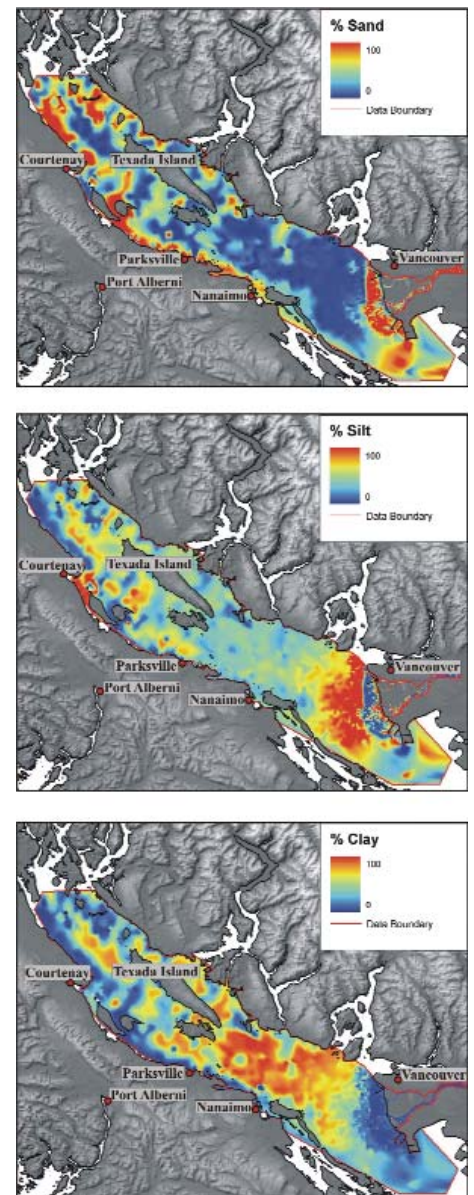 % Sand
100
0
Data Boundary
Courtenay
Texada Island
Parksville
Port Alberni
Nanaimo
Vancouver
% Silt
100
0
Data Boundary
Courtenay
Texada Island
Parksville
Port Alberni
Nanaimo
Vancouver
% Clay
100
0
Data Boundary
Courtenay
Texada Island
Parksville
Port Alberni
Nanaimo
Vancouver